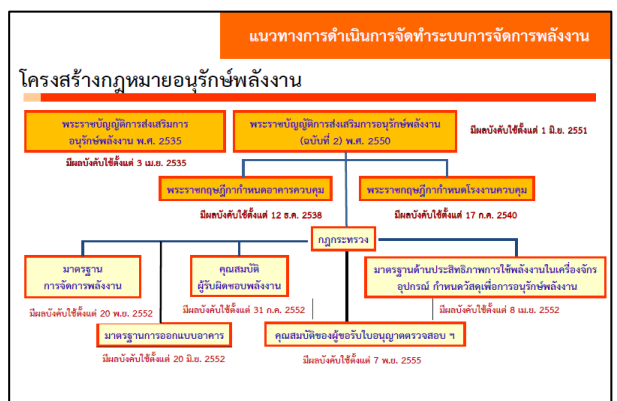 แนวทางการดำเนินการจัดทำระบบการจัดการพลังงาน
โครงสร้างกฎหมายอนุรักษ์พลังงาน
พระราชบัญญัติการส่งเสริมการ
อนุรักษ์พลังงาน พ.ศ. 2535
พระราชบัญญัติการส่งเสริมการอนุรักษ์พลังงาน
(ฉบับที่ 2) พ.ศ. 2550
มีผลบังคับใช้ตั้งแต่ 1 มิ.ย. 2551
มีผลบังคับใช้ตั้งแต่ 3 เม.ย. 2535
พระราชกฤษฎีกากำหนดอาคารควบคุม
พระราชกฤษฎีกากำหนดโรงงานควบคุม
มีผลบังคับใช้ตั้งแต่ 12 ธ.ค. 2538
มีผลบังคับใช้ตั้งแต่ 17 ก.ค. 2540
กฎกระทรวง
มาตรฐาน
การจัดการพลังงาน
คุณสมบัติ
ผู้รับผิดชอบพลังงาน
มาตรฐานด้านประสิทธิภาพการใช้พลังงานในเครื่องจักร
อุปกรณ์ กำหนดวัสดุเพื่อการอนุรักษ์พลังงาน
มีผลบังคับใช้ตั้งแต่ 20 พ.ย. 2552
มีผลบังคับใช้ตั้งแต่ 31 ก.ค. 2552
มีผลบังคับใช้ตั้งแต่ 8 เม.ย. 2552
มาตรฐานการออกแบบอาคาร
คุณสมบัติของผู้ขอรับใบอนุญาตตรวจสอบ ฯ
มีผลบังคับใช้ตั้งแต่ 20 มิ.ย. 2552
มีผลบังคับใช้ตั้งแต่ 7 พ.ย. 2555